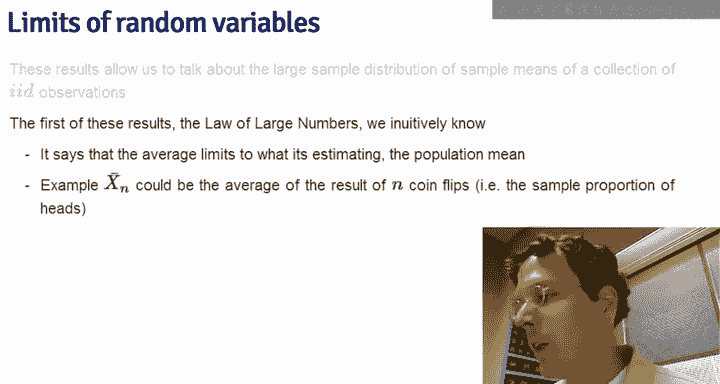 Limits of random variables
These results allow us to talk about the large sample distribution of sample means of a collection of
iid observations
The first of these results, the Law of Large Numbers, we inuitively know
- It says that the average limits to what its estimating, the population mean
- Example X̄ₙ could be the average of the result of n coin flips (i.e. the sample proportion of
heads)